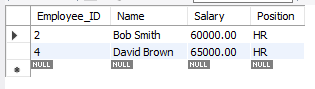 Employee_ID Name Salary Position
2 Bob Smith 60000.00 HR
4 David Brown 65000.00 HR
NULL NULL NULL NULL